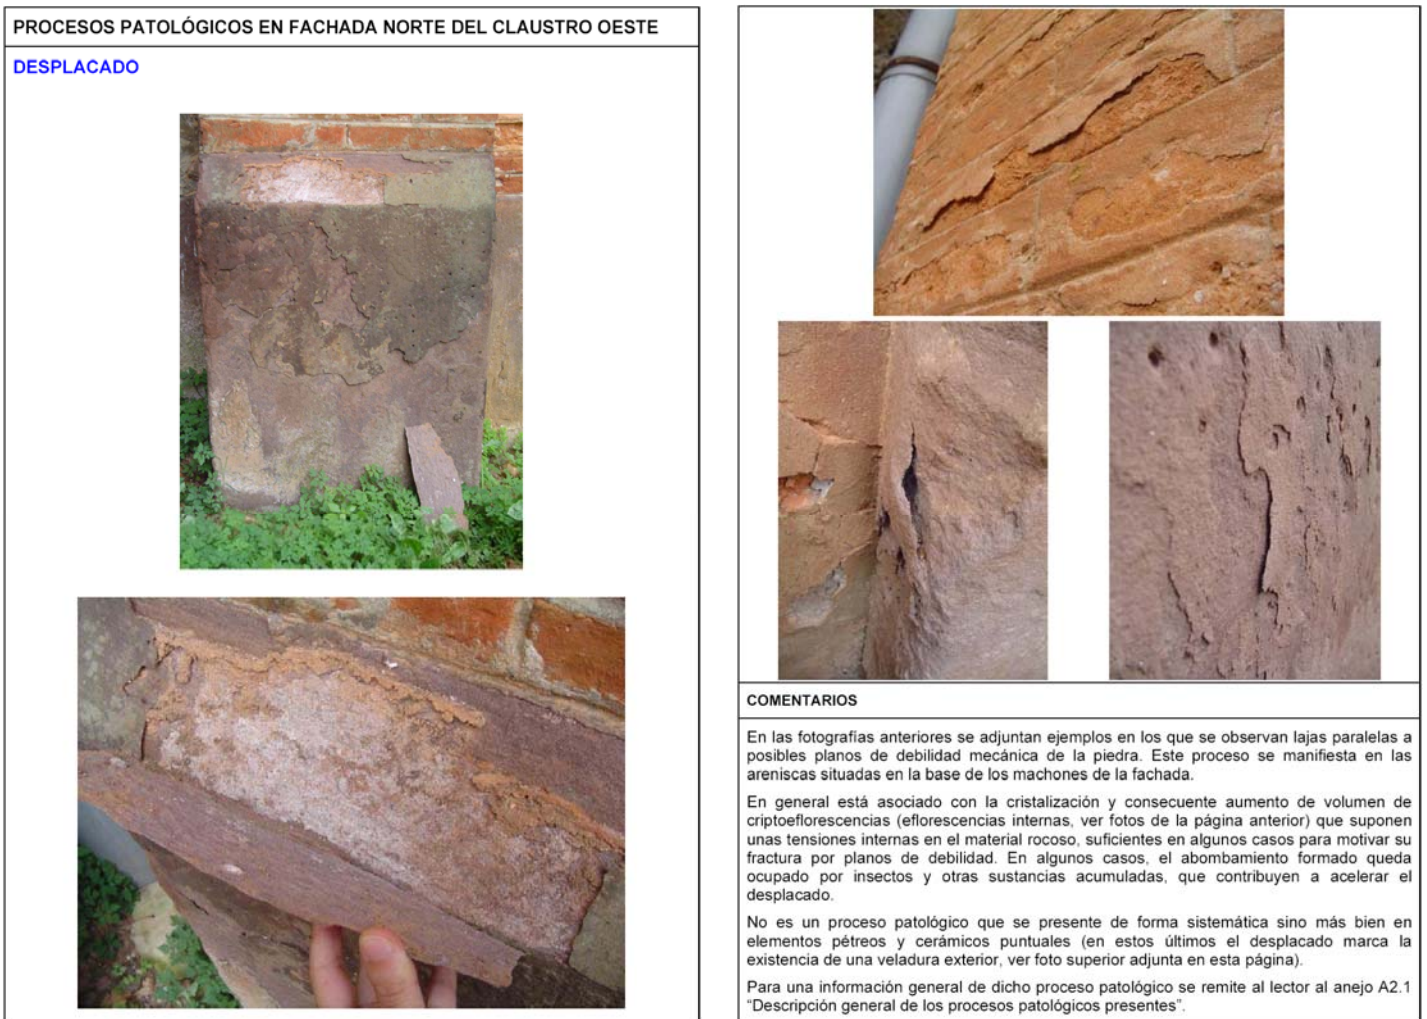 PROCESOS PATOLÓGICOS EN FACHADA NORTE DEL CLAUSTRO OESTE
DESPLACADO
COMENTARIOS
En las fotografías anteriores se adjuntan ejemplos en los que se observan lajas paralelas a
posibles planos de debilidad mecánica de la piedra. Este proceso se manifiesta en las
areniscas situadas en la base de los machones de la fachada.
En general está asociado con la cristalización y consecuente aumento de volumen de
criptoeflorescencias (eflorescencias internas, ver fotos de la página anterior) que suponen
unas tensiones internas en el material rocoso, suficientes en algunos casos para motivar su
fractura por planos de debilidad. En algunos casos, el abombamiento formado queda
ocupado por insectos y otras sustancias acumuladas, que contribuyen a acelerar el
desplacado.
No es un proceso patológico que se presente de forma sistemática sino más bien en
elementos pétreos y cerámicos puntuales (en estos últimos el desplacado marca la
existencia de una veladura exterior, ver foto superior adjunta en esta página).
Para una información general de dicho proceso patológico se remite al lector al anejo A2.1
“Descripción general de los procesos patológicos presentes”.